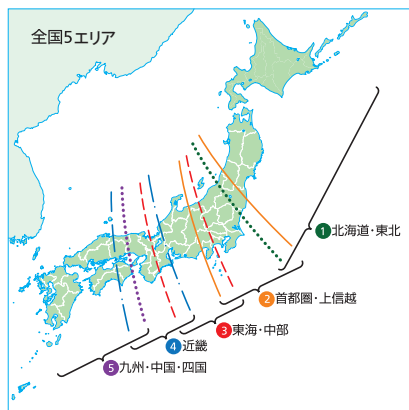 全国5エリア
1北海道・東北
2首都圏・上信越
3東海・中部
4近畿
5九州・中国・四国